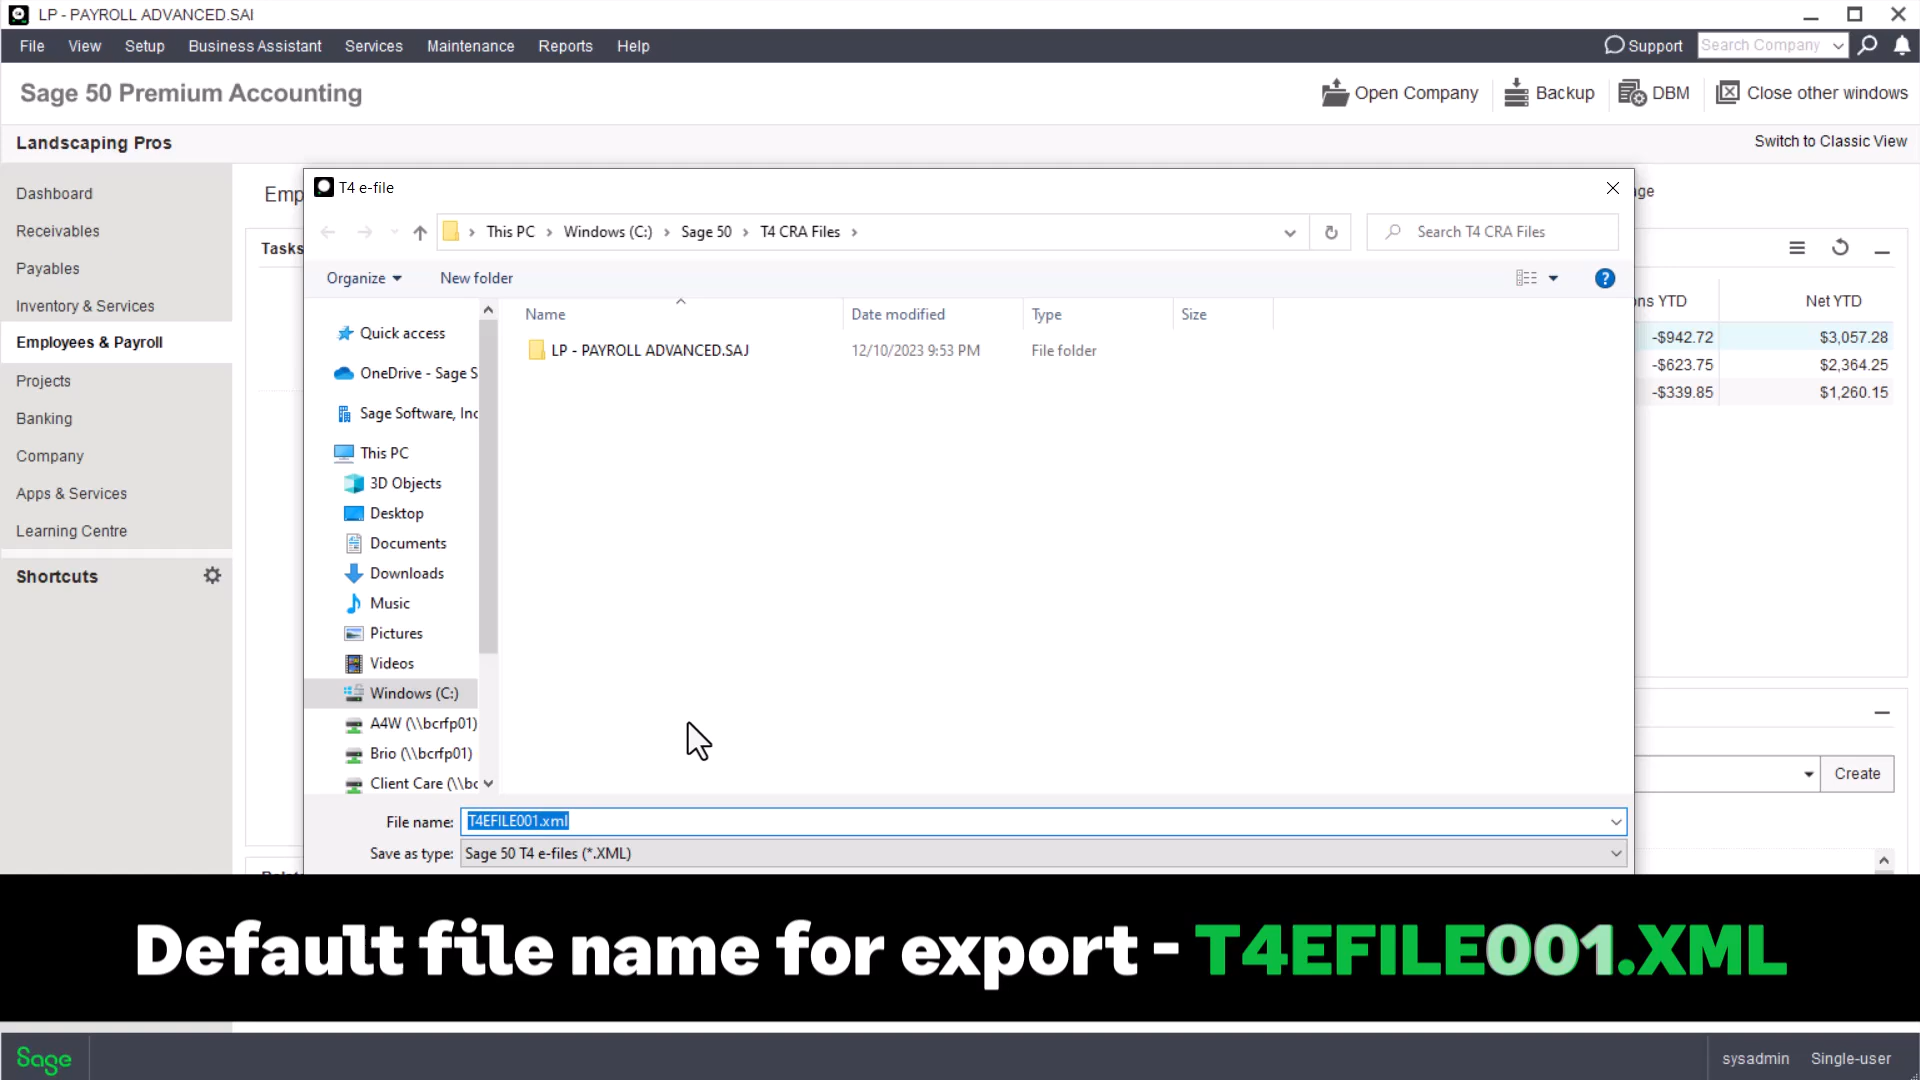 LP - PAYROLL ADVANCED.SAI
File View Setup Business Assistant Services Maintenance Reports Help
Support
Search Company
Sage 50 Premium Accounting
Open Company
Backup
DBM
Close other windows
Landscaping Pros
Switch to Classic View
Dashboard
Receivables
Payables
Inventory & Services
Employees & Payroll
Projects
Banking
Company
Apps & Services
Learning Centre
Shortcuts
Emp
Tasks
T4 e-file
This PC › Windows (C:) › Sage 50 › T4 CRA Files ›
Search T4 CRA Files
Organize
New folder
Name Date modified Type Size
LP - PAYROLL ADVANCED.SAJ 12/10/2023 9:53 PM File folder
Quick access
OneDrive - Sage S
Sage Software, Inc
This PC
3D Objects
Desktop
Documents
Downloads
Music
Pictures
Videos
Windows (C:)
A4W (\\bcrfp01)
Brio (\\bcrfp01)
Client Care (\\bc
File name: T4EFILE001.xml
Save as type: Sage 50 T4 e-files (*.XML)
ge
ns YTD Net YTD
-$942.72 $3,057.28
-$623.75 $2,364.25
-$339.85 $1,260.15
Create
Default file name for export - T4EFILE001.XML
Sage
sysadmin Single-user